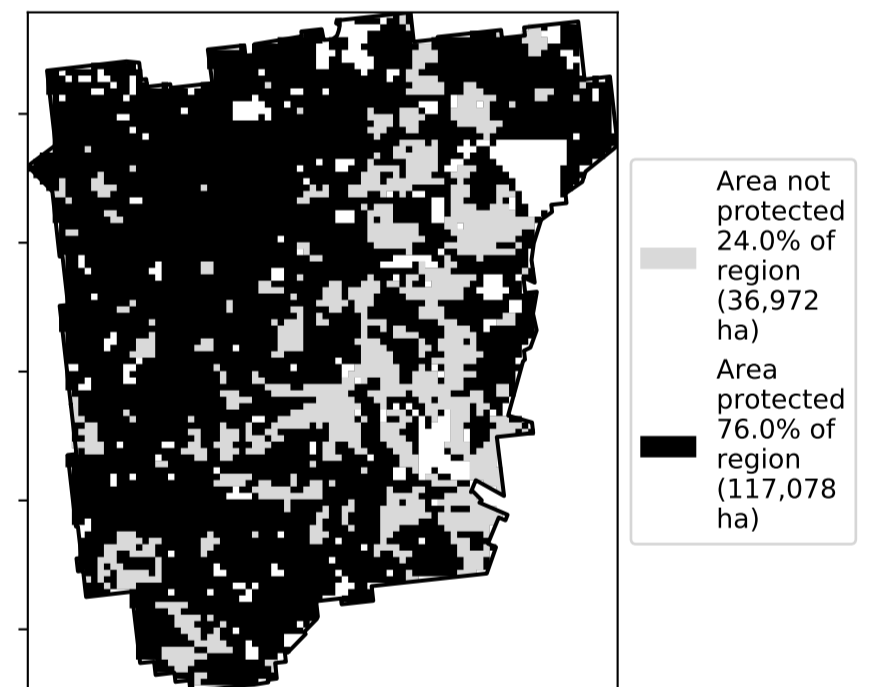 Area not
protected
24.0% of
region
(36,972
ha)
Area
protected
76.0% of
region
(117,078
ha)